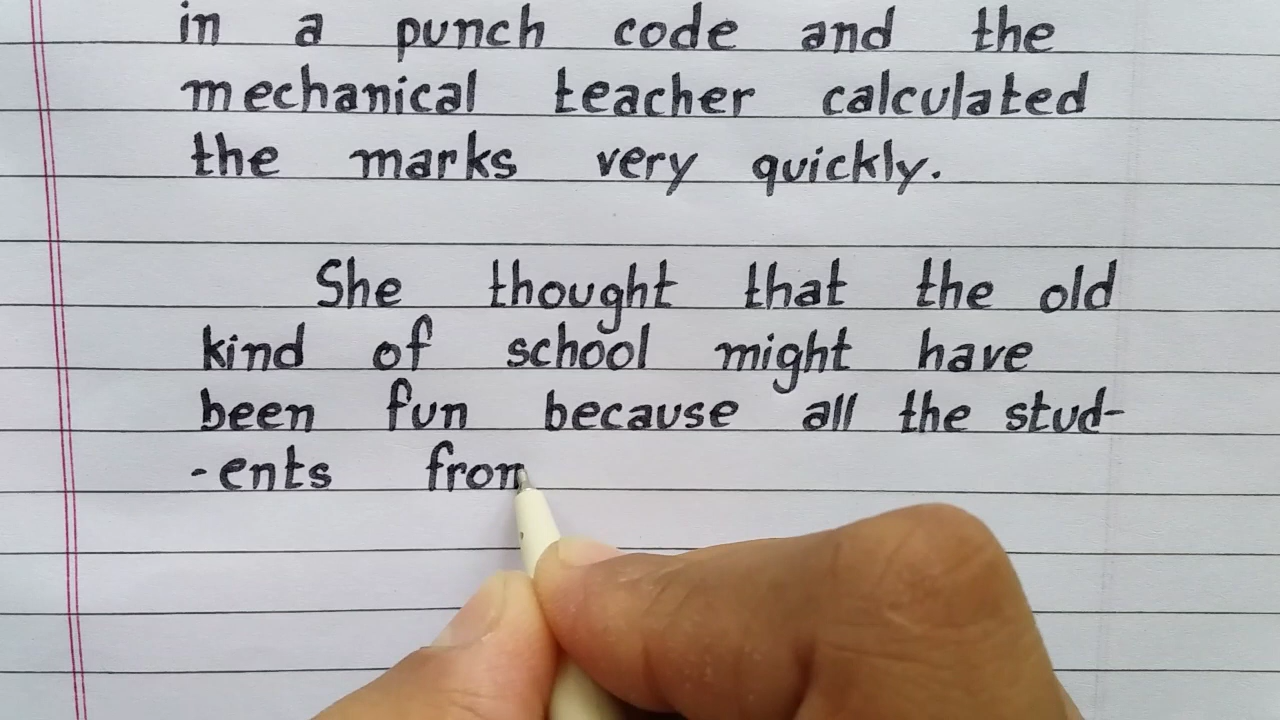 in a punch code and the
mechanical teacher calculated
the marks very quickly.
She thought that the old
kind of school might have
been fun because all the stud-
-ents from